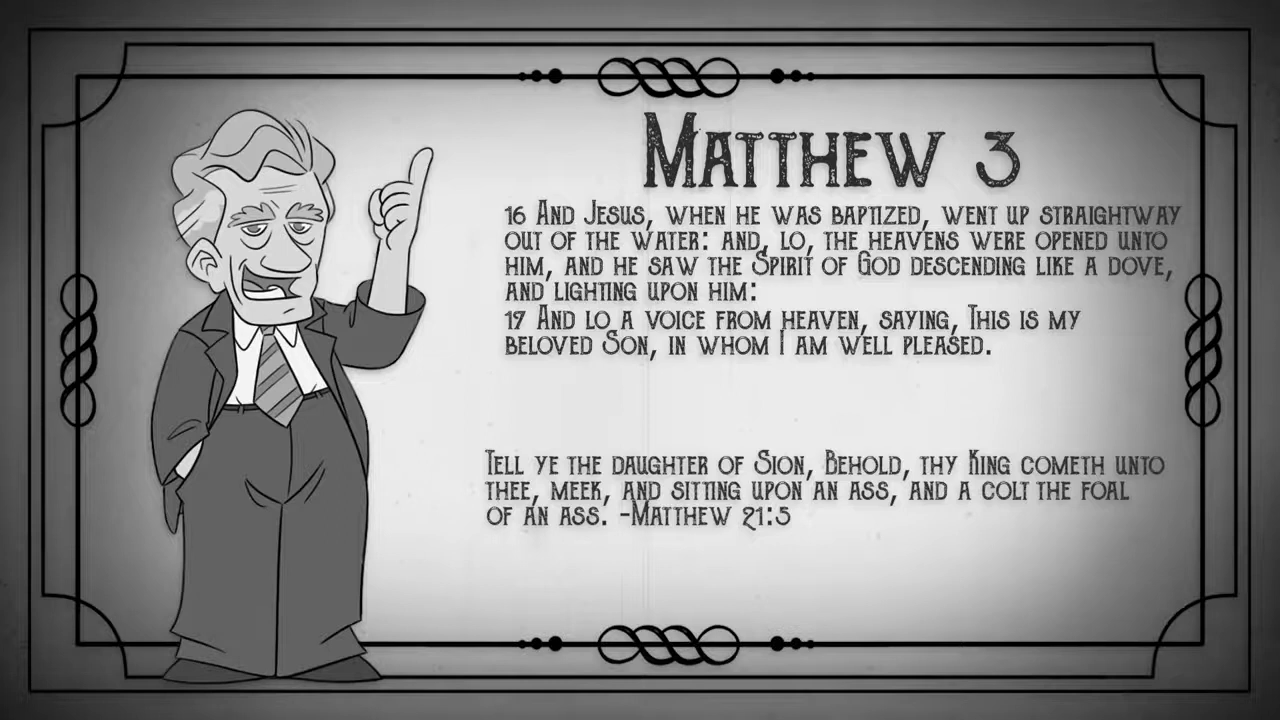 Matthew 3
16 And Jesus, when he was baptized, went up straightway
out of the water: and, lo, the heavens were opened unto
him, and he saw the Spirit of God descending like a dove,
and lighting upon him:
17 And lo a voice from heaven, saying, This is my
beloved Son, in whom I am well pleased.
Tell ye the daughter of Sion, Behold, thy King cometh unto
thee, meek, and sitting upon an ass, and a colt the foal
of an ass. -Matthew 21:5